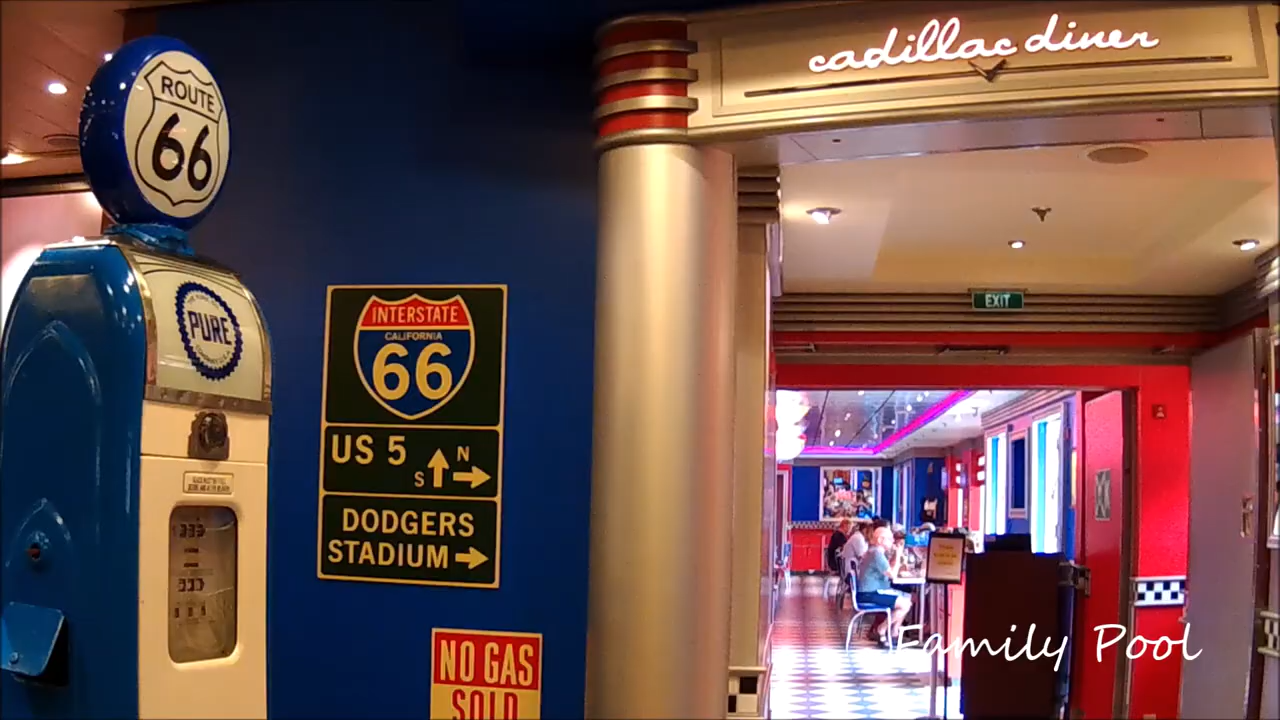 ROUTE
66
PURE
INTERSTATE
CALIFORNIA
66
US 5
N
S
DODGERS
STADIUM
NO GAS
SOLD
cadillac diner
EXIT
Family Pool